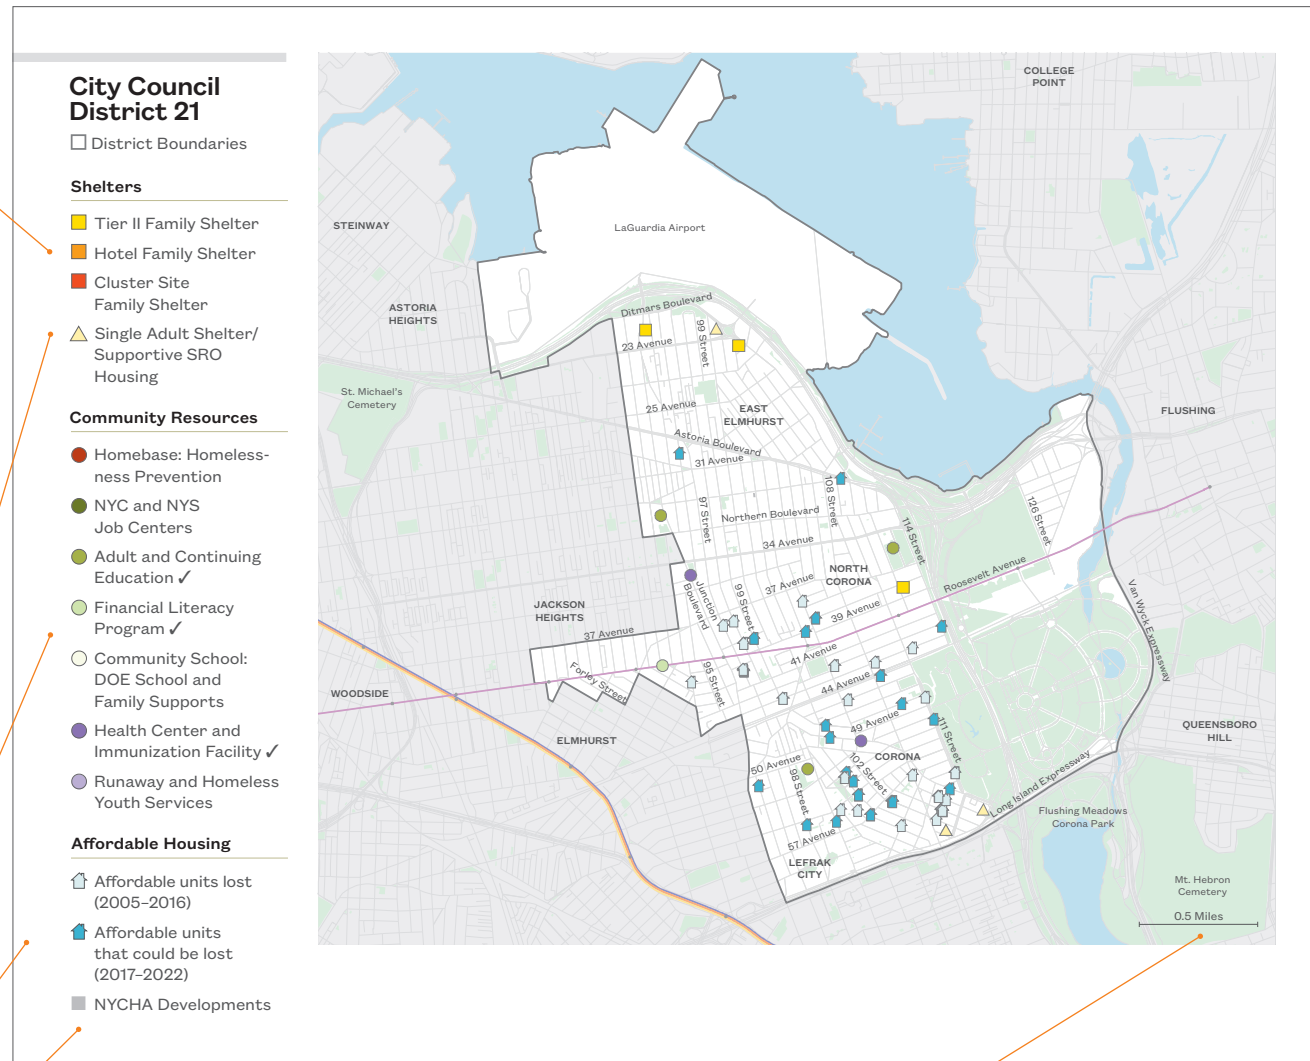 City Council
District 21
District Boundaries
Shelters
Tier II Family Shelter
Hotel Family Shelter
Cluster Site
Family Shelter
Single Adult Shelter/
Supportive SRO
Housing
Community Resources
Homebase: Homeless-
ness Prevention
NYC and NYS
Job Centers
Adult and Continuing
Education ✓
Financial Literacy
Program ✓
Community School:
DOE School and
Family Supports
Health Center and
Immunization Facility ✓
Runaway and Homeless
Youth Services
Affordable Housing
Affordable units lost
(2005–2016)
Affordable units
that could be lost
(2017–2022)
NYCHA Developments
COLLEGE
POINT
STEINWAY
LaGuardia Airport
ASTORIA
HEIGHTS
Ditmars Boulevard
99 Street
23 Avenue
St. Michael's
Cemetery
25 Avenue
EAST
ELMHURST
FLUSHING
Astoria Boulevard
31 Avenue
108 Street
97 Street
Northern Boulevard
126 Street
114 Street
34 Avenue
NORTH
CORONA
Roosevelt Avenue
37 Avenue
Junction
Boulevard
99 Street
39 Avenue
JACKSON
HEIGHTS
37 Avenue
Van Wyck Expressway
41 Avenue
Forley Street
95 Street
44 Avenue
WOODSIDE
49 Avenue
111 Street
ELMHURST
QUEENSBORO
HILL
CORONA
50 Avenue
98 Street
102 Street
Long Island Expressway
Flushing Meadows
Corona Park
57 Avenue
LEFRAK
CITY
Mt. Hebron
Cemetery
0.5 Miles